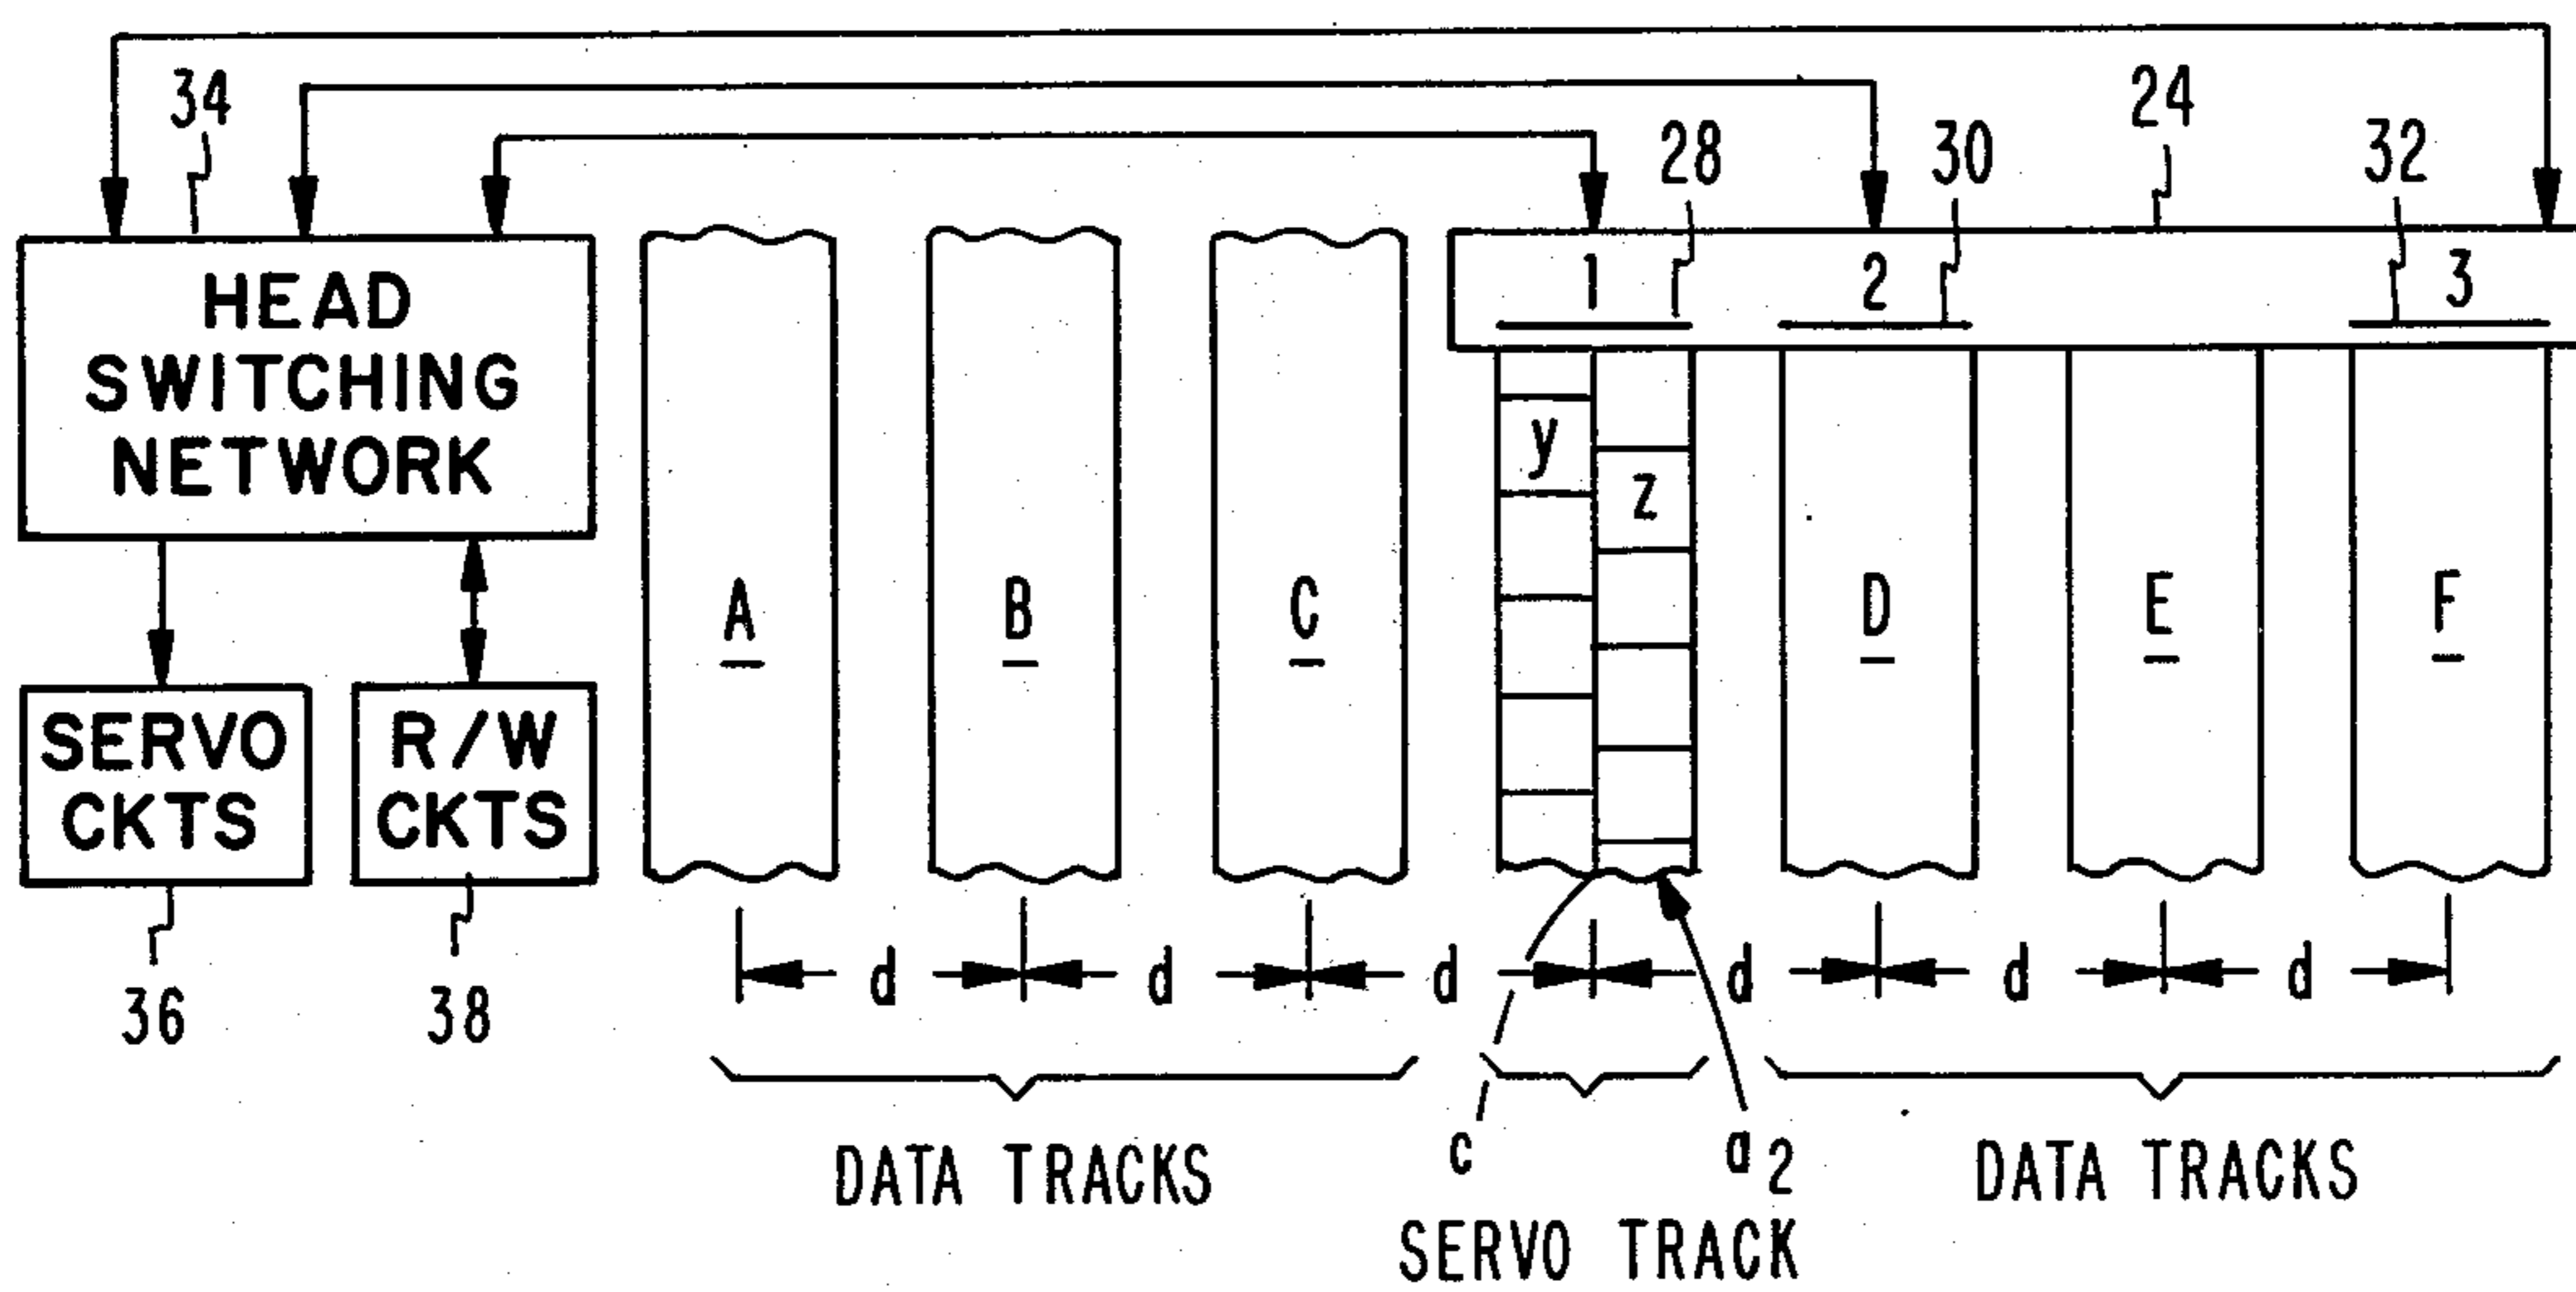 34
28
30
24
32
1
2
3
HEAD
SWITCHING
NETWORK
y
z
A
B
C
D
E
F
SERVO
CKTS
R/W
CKTS
36
38
d
d
d
d
d
d
c
a2
DATA TRACKS
SERVO TRACK
DATA TRACKS